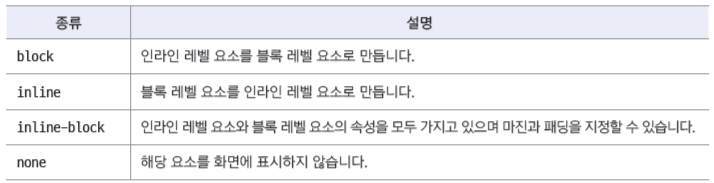 종류 설명
block 인라인 레벨 요소를 블록 레벨 요소로 만듭니다.
inline 블록 레벨 요소를 인라인 레벨 요소로 만듭니다.
inline-block 인라인 레벨 요소와 블록 레벨 요소의 속성을 모두 가지고 있으며 마진과 패딩을 지정할 수 있습니다.
none 해당 요소를 화면에 표시하지 않습니다.